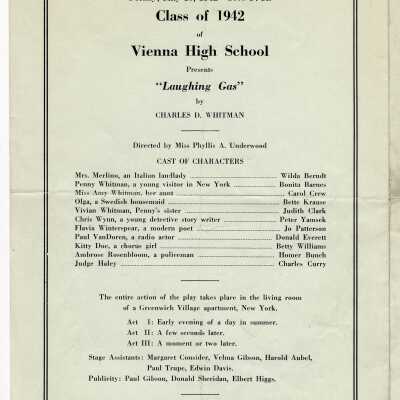 Class of 1942
of
Vienna High School
Presents
"Laughing Gas"
by
CHARLES D. WHITMAN
Directed by Miss Phyllis A. Underwood
CAST OF CHARACTERS
Mrs. Merlino, an Italian landlady Wilda Berndt
Penny Whitman, a young visitor in New York Bonita Barnes
Miss Amy Whitman, her aunt Carol Crew
Olga, a Swedish housemaid Bette Krause
Vivian Whitman, Penny's sister Judith Clark
Chris Wynn, a young detective story writer Peter Yamsek
Flavia Winterspear, a modern poet Jo Patterson
Paul VanDoren, a radio actor Donald Everett
Kitty Doe, a chorus girl Betty Williams
Ambrose Rosenbloom, a policeman Homer Bunch
Judge Haley Charles Curry
The entire action of the play takes place in the living room
of a Greenwich Village apartment, New York.
Act I: Early evening of a day in summer.
Act II: A few seconds later.
Act III: A moment or two later.
Stage Assistants: Margaret Consider, Velma Gibson, Harold Aubel,
Paul Traupe, Edwin Davis.
Publicity: Paul Gibson, Donald Sheridan, Elbert Higgs.